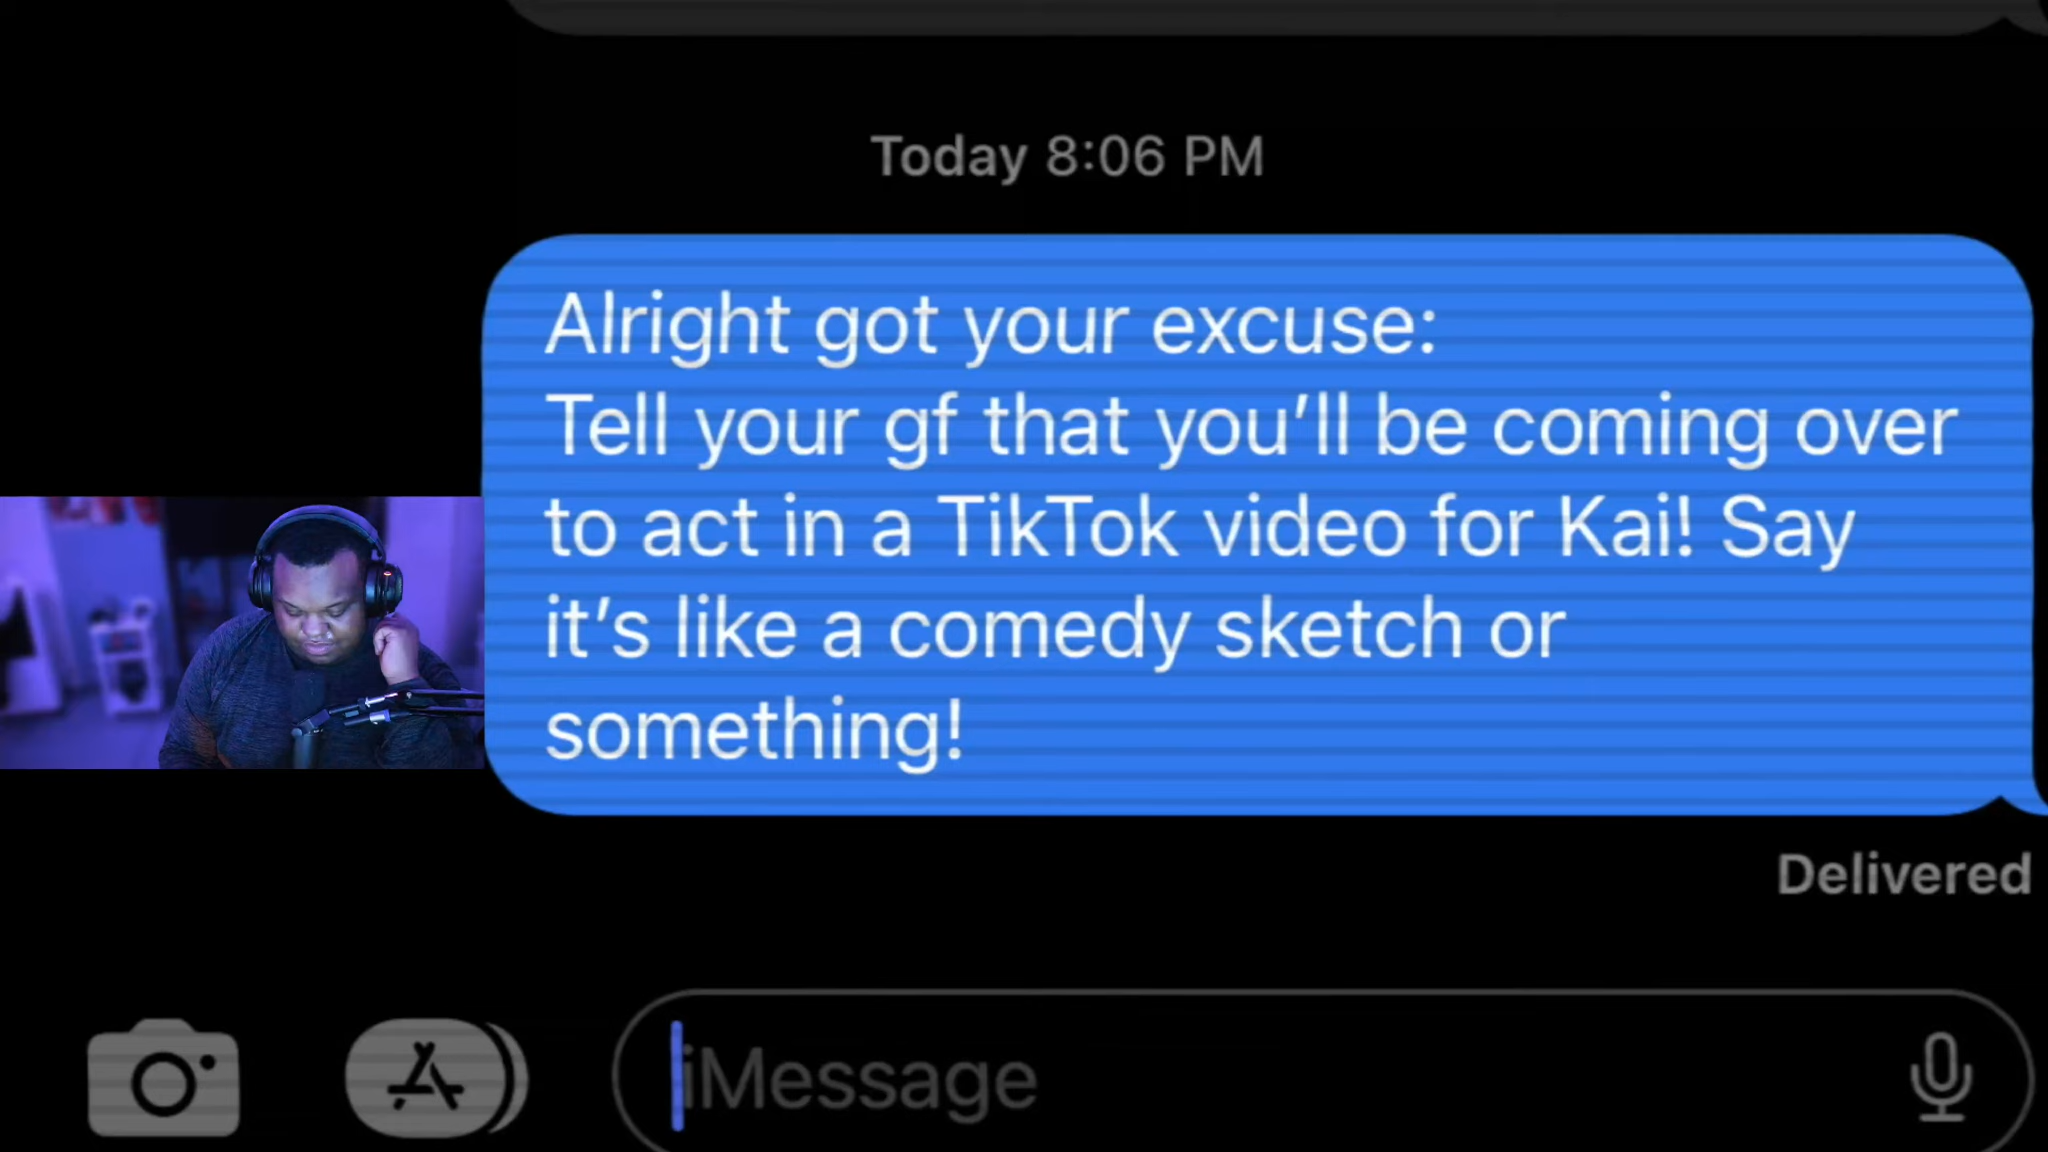 Today 8:06 PM
Alright got your excuse:
Tell your gf that you’ll be coming over
to act in a TikTok video for Kai! Say
it’s like a comedy sketch or
something!
Delivered
iMessage